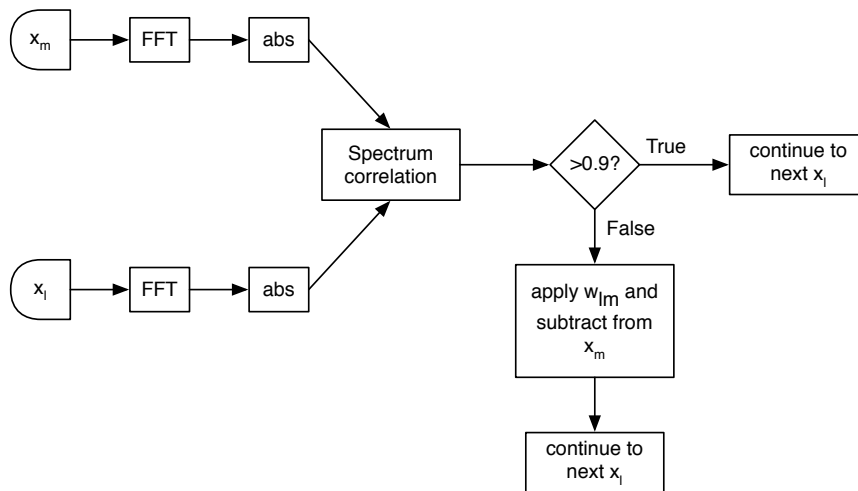 x_m
FFT
abs
Spectrum
correlation
>0.9?
True
continue to
next x_l
False
x_l
FFT
abs
apply w_lm and
subtract from
x_m
continue to
next x_l